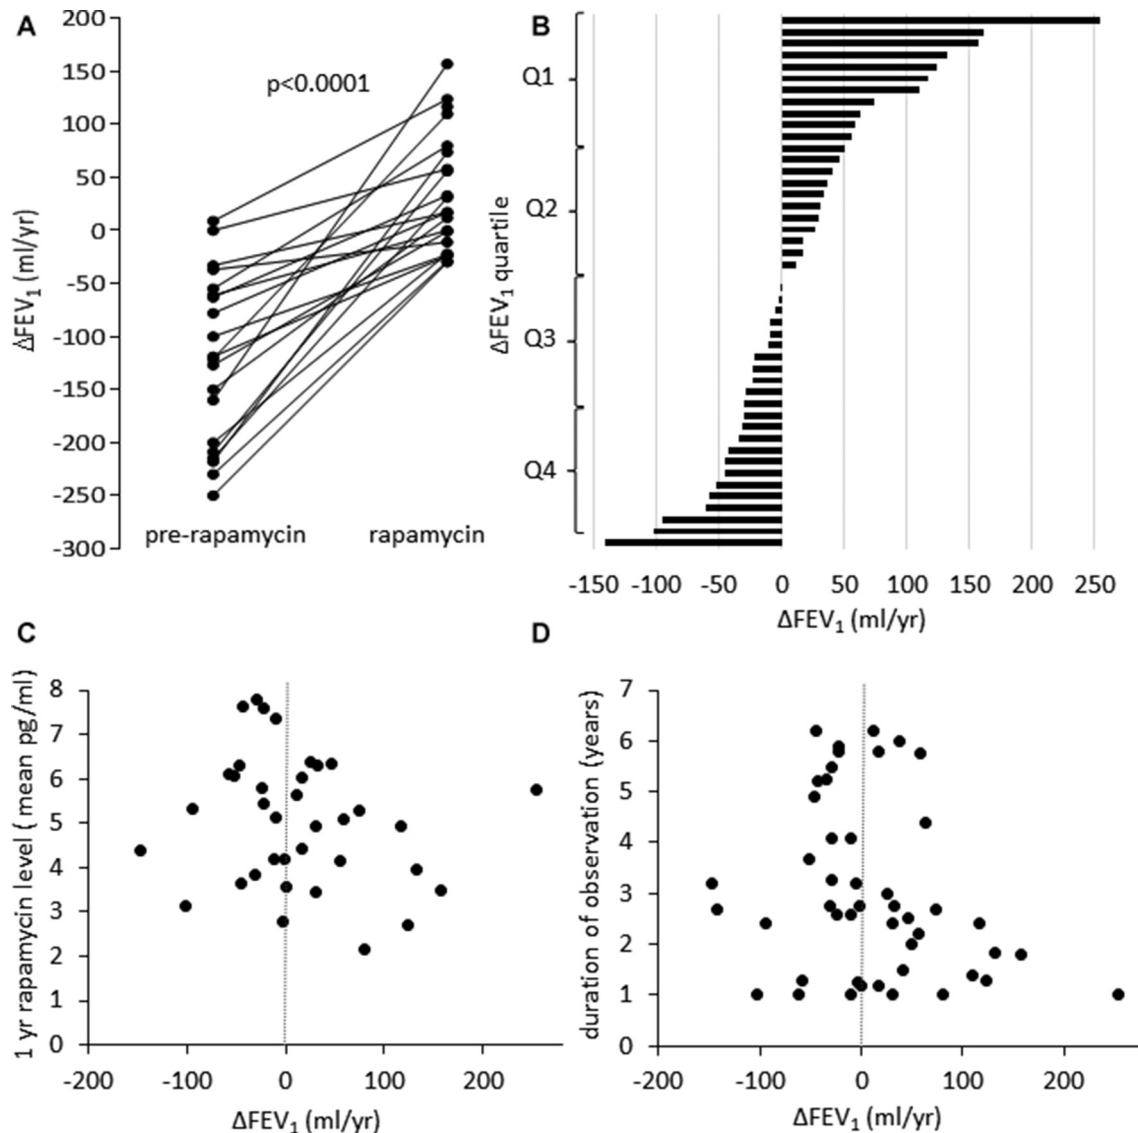 A
200
150
100
50
0
-50
-100
-150
-200
-250
-300
ΔFEV1 (ml/yr)
p<0.0001
pre-rapamycin
rapamycin
B
ΔFEV1 quartile
Q1
Q2
Q3
Q4
-150 -100 -50 0 50 100 150 200 250
ΔFEV1 (ml/yr)
C
1 yr rapamycin level ( mean pg/ml)
8
7
6
5
4
3
2
1
0
-200 -100 0 100 200
ΔFEV1 (ml/yr)
D
duration of observation (years)
7
6
5
4
3
2
1
0
-200 -100 0 100 200
ΔFEV1 (ml/yr)